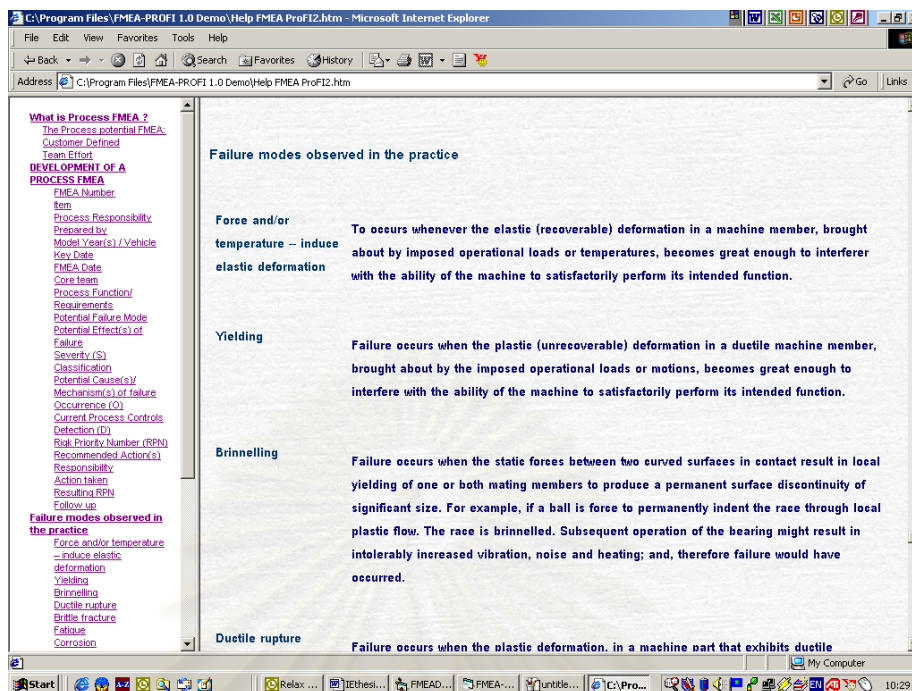 C:\Program Files\FMEA-PROFI 1.0 Demo\Help FMEA ProFI2.htm - Microsoft Internet Explorer
File Edit View Favorites Tools Help
Back Search Favorites History
Address C:\Program Files\FMEA-PROFI 1.0 Demo\Help FMEA ProFI2.htm Go Links
What is Process FMEA ?
The Process potential FMEA:
Customer Defined
Team Effort
DEVELOPMENT OF A
PROCESS FMEA
FMEA Number
Item
Process Responsibility
Prepared by
Model Year(s) / Vehicle
Key Date
FMEA Date
Core team
Process Function/
Requirements
Potential Failure Mode
Potential Effect(s) of
Failure
Severity (S)
Classification
Potential Cause(s)/
Mechanism(s) of failure
Occurrence (O)
Current Process Controls
Detection (D)
Rigk Priority Number (RPN)
Recommended Action(s)
Responsibility
Action taken
Resulting RPN
Follow up
Failure modes observed in
the practice
Force and/or temperature
– induce elastic
deformation
Yielding
Brinnelling
Ductile rupture
Brittle fracture
Fatigue
Corrosion
Failure modes observed in the practice
Force and/or
temperature – induce
elastic deformation
To occurs whenever the elastic (recoverable) deformation in a machine member, brought
about by imposed operational loads or temperatures, becomes great enough to interferer
with the ability of the machine to satisfactorily perform its intended function.
Yielding
Failure occurs when the plastic (unrecoverable) deformation in a ductile machine member,
brought about by the imposed operational loads or motions, becomes great enough to
interfere with the ability of the machine to satisfactorily perform its intended function.
Brinnelling
Failure occurs when the static forces between two curved surfaces in contact result in local
yielding of one or both mating members to produce a permanent surface discontinuity of
significant size. For example, if a ball is force to permanently indent the race through local
plastic flow. The race is brinnelled. Subsequent operation of the bearing might result in
intolerably increased vibration, noise and heating; and, therefore failure would have
occurred.
Ductile rupture
Failure occurs when the plastic deformation, in a machine part that exhibits ductile
My Computer
Start Relax ... IEthesi... FMEAD... FMEA-... untitle... C:\Pro... EN 10:29